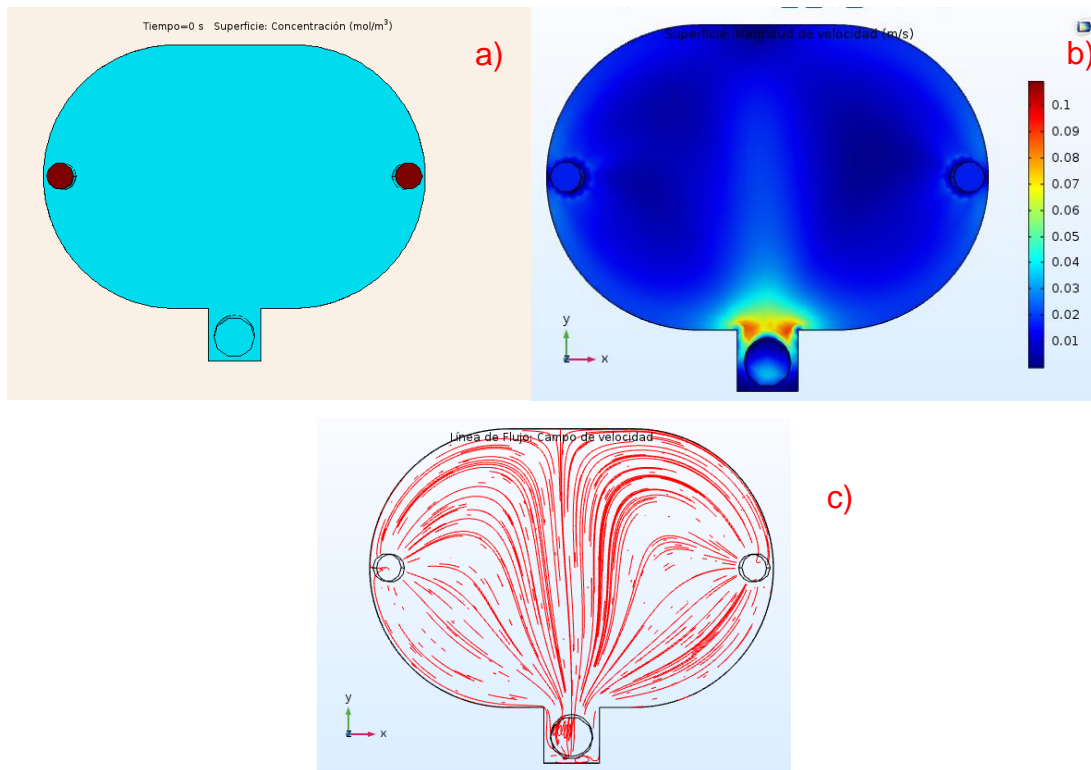 Tiempo=0 s   Superficie: Concentración (mol/m³)
a)
Superficie: Magnitud de velocidad (m/s)
b)
0.1
0.09
0.08
0.07
0.06
0.05
0.04
0.03
0.02
0.01
y
z x
Línea de Flujo: Campo de velocidad
c)
y
z x